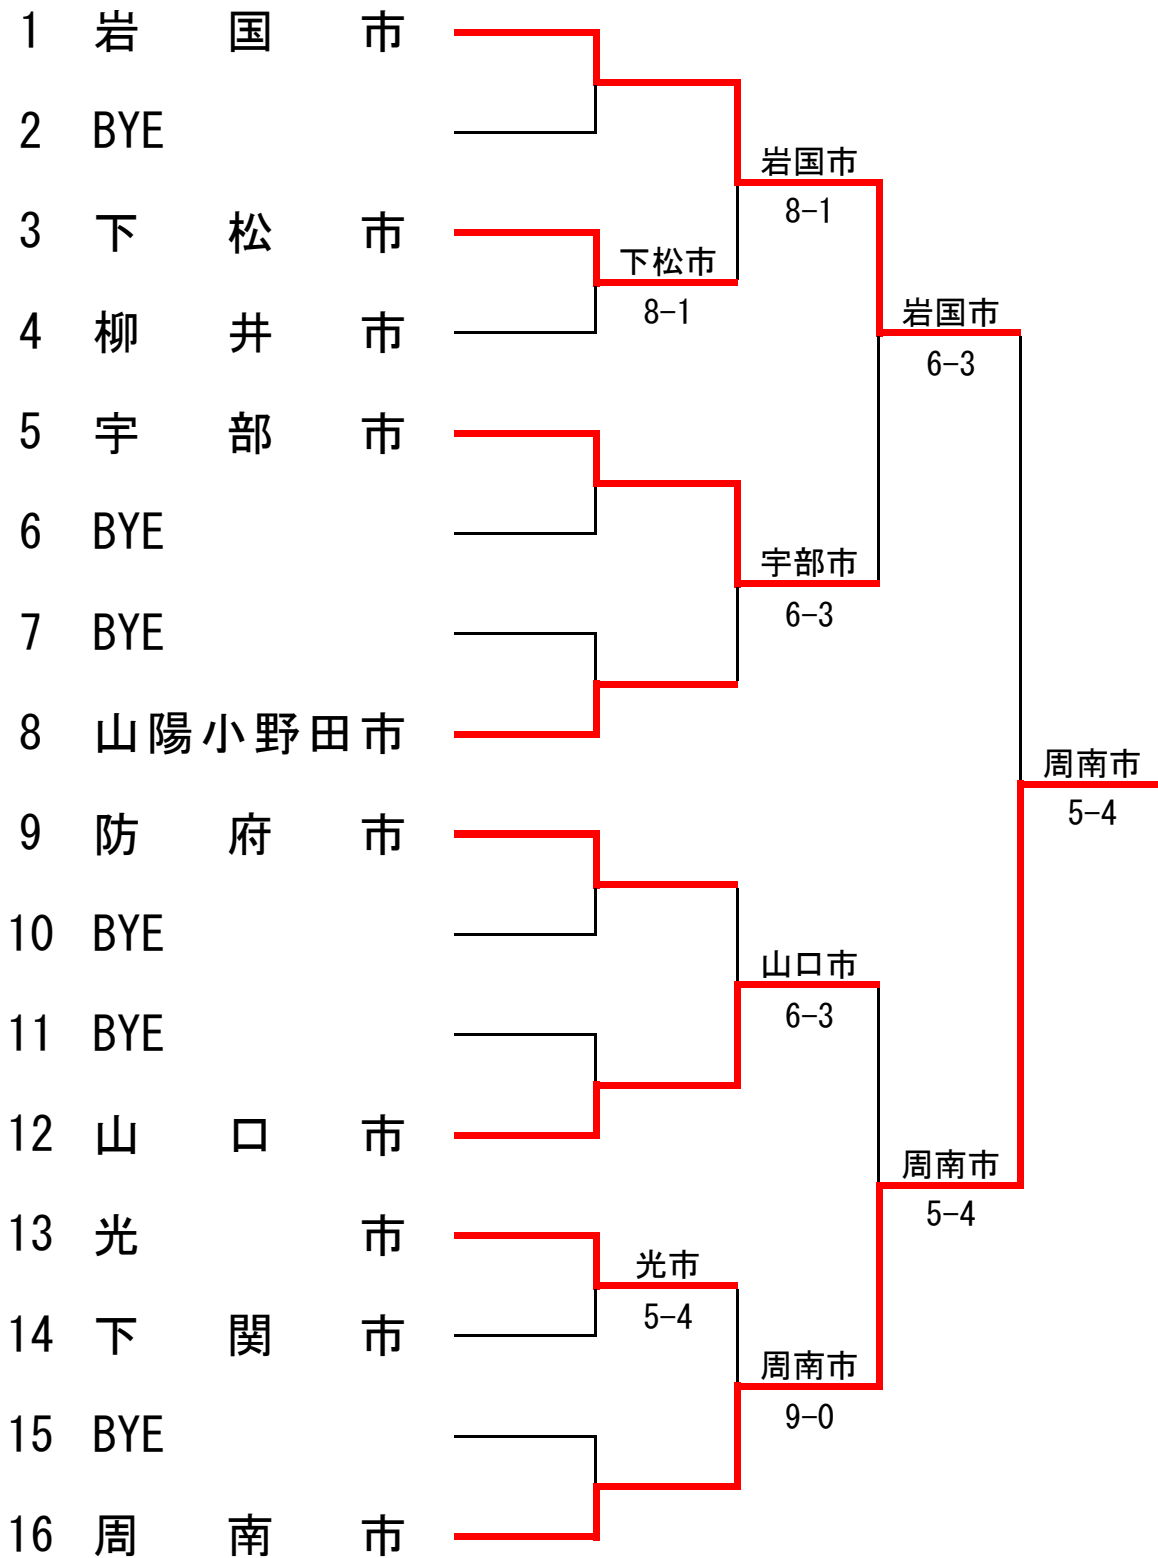 1 岩国市
2 BYE
3 下松市
4 柳井市
5 宇部市
6 BYE
7 BYE
8 山陽小野田市
9 防府市
10 BYE
11 BYE
12 山口市
13 光市
14 下関市
15 BYE
16 周南市
下松市
8-1
光市
5-4
岩国市
8-1
宇部市
6-3
山口市
6-3
周南市
9-0
岩国市
6-3
周南市
5-4
周南市
5-4